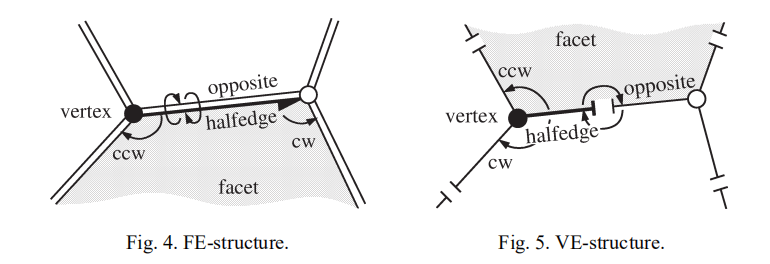 opposite
vertex
halfedge
ccw
cw
facet
Fig. 4. FE-structure.
facet
ccw
opposite
vertex
halfedge
cw
Fig. 5. VE-structure.